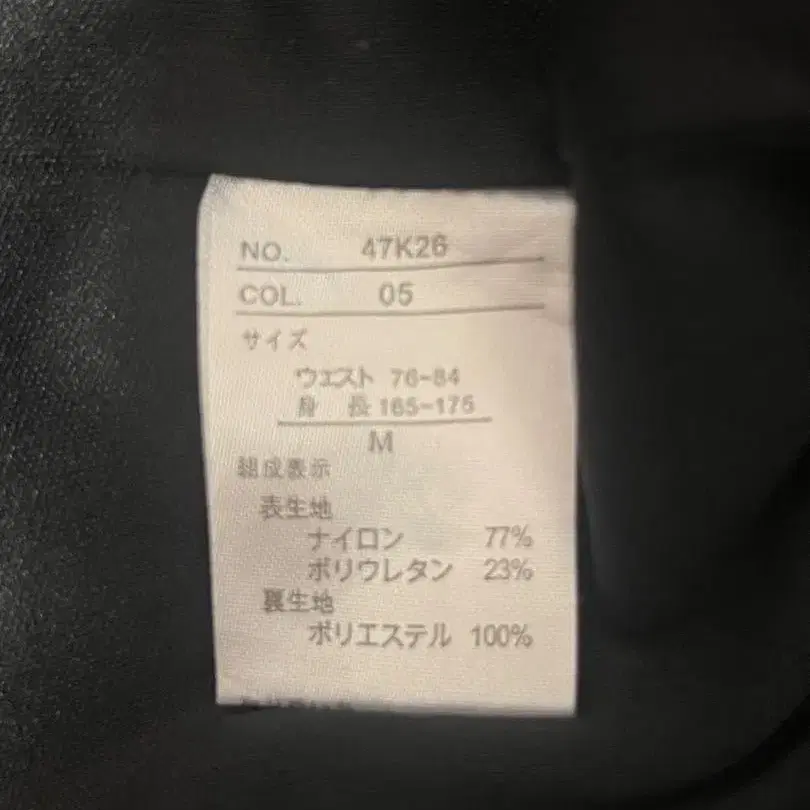 NO. 47K26
COL. 05
サイズ
ウエスト 76-84
身 長 165-175
M
組成表示
表生地
ナイロン 77%
ポリウレタン 23%
裏生地
ポリエステル 100%